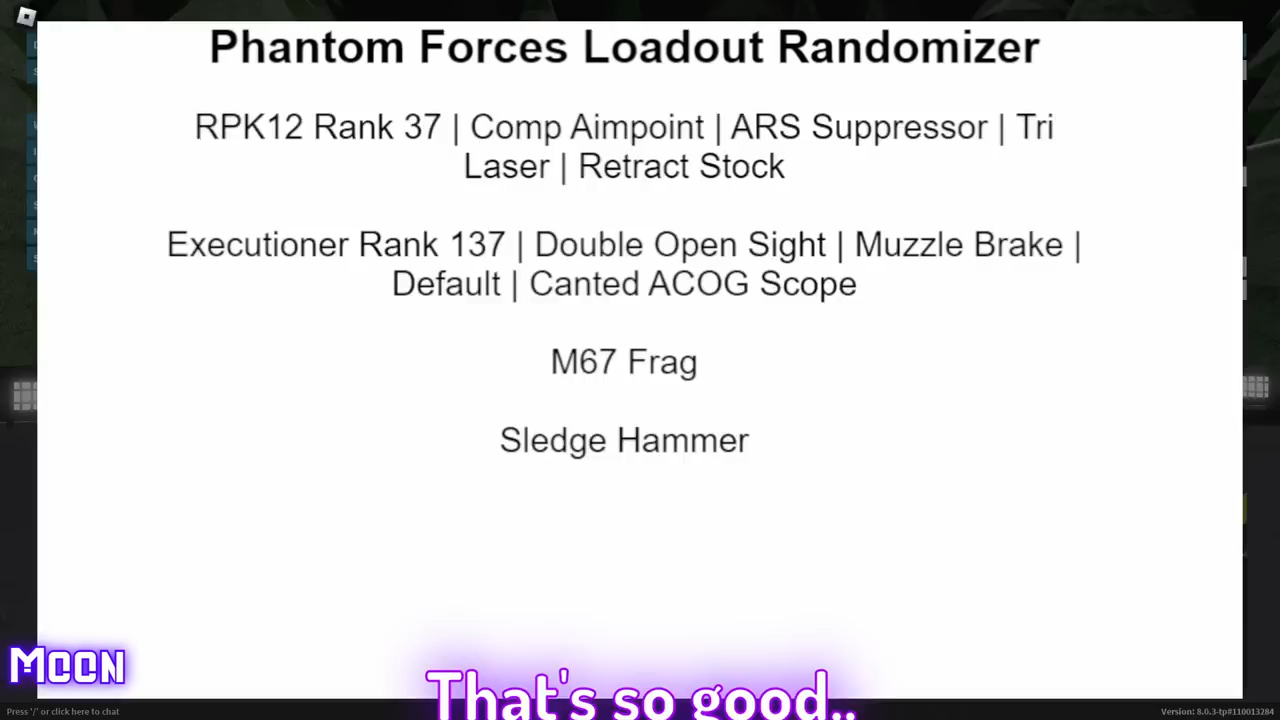 Phantom Forces Loadout Randomizer
RPK12 Rank 37 | Comp Aimpoint | ARS Suppressor | Tri
Laser | Retract Stock
Executioner Rank 137 | Double Open Sight | Muzzle Brake |
Default | Canted ACOG Scope
M67 Frag
Sledge Hammer
Moon
That's so good..
Press '/' or click here to chat
Version: 8.0.3-tp#110013284